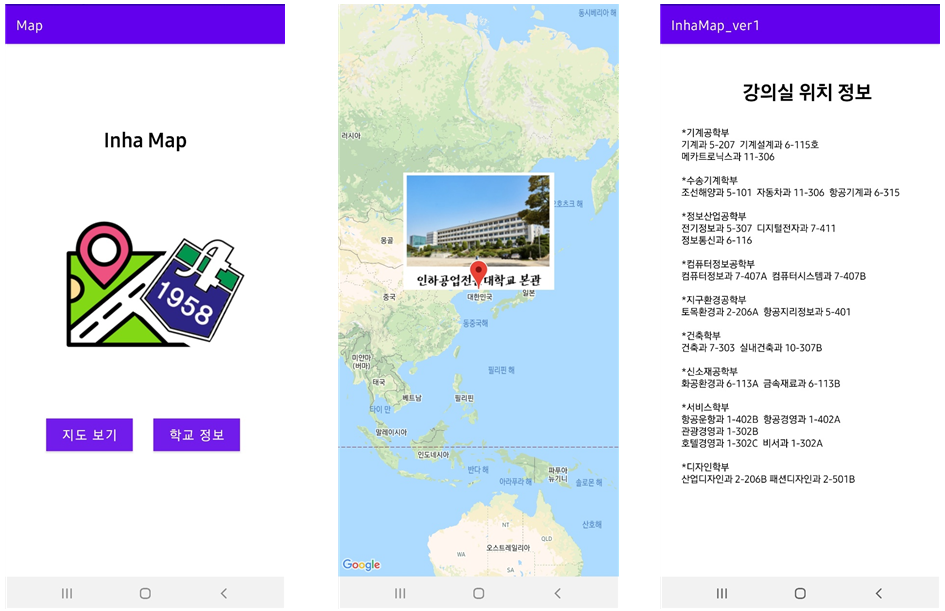 Map
Inha Map
1958
지도 보기
학교 정보
동시베리아 해
러시아
오호츠크 해
몽골
인하공업전문대학교 본관
중국
대한민국
일본
동중국해
미얀마
(버마)
필리핀 해
태국
베트남
필리핀
타이 만
말레이시아
인도네시아
반다 해
파푸아
뉴기니
아라푸라 해
솔로몬 해
산호해
NT
QLD
오스트레일리아
WA
SA
Google
InhaMap_ver1
강의실 위치 정보
*기계공학부
기계과 5-207 기계설계과 6-115호
메카트로닉스과 11-306
*수송기계학부
조선해양과 5-101 자동차과 11-306 항공기계과 6-315
*정보산업공학부
전기정보과 5-307 디지털전자과 7-411
정보통신과 6-116
*컴퓨터정보공학부
컴퓨터정보과 7-407A 컴퓨터시스템과 7-407B
*지구환경공학부
토목환경과 2-206A 항공지리정보과 5-401
*건축학부
건축과 7-303 실내건축과 10-307B
*신소재공학부
화공환경과 6-113A 금속재료과 6-113B
*서비스학부
항공운항과 1-402B 항공경영과 1-402A
관광경영과 1-302B
호텔경영과 1-302C 비서과 1-302A
*디자인학부
산업디자인과 2-206B 패션디자인과 2-501B